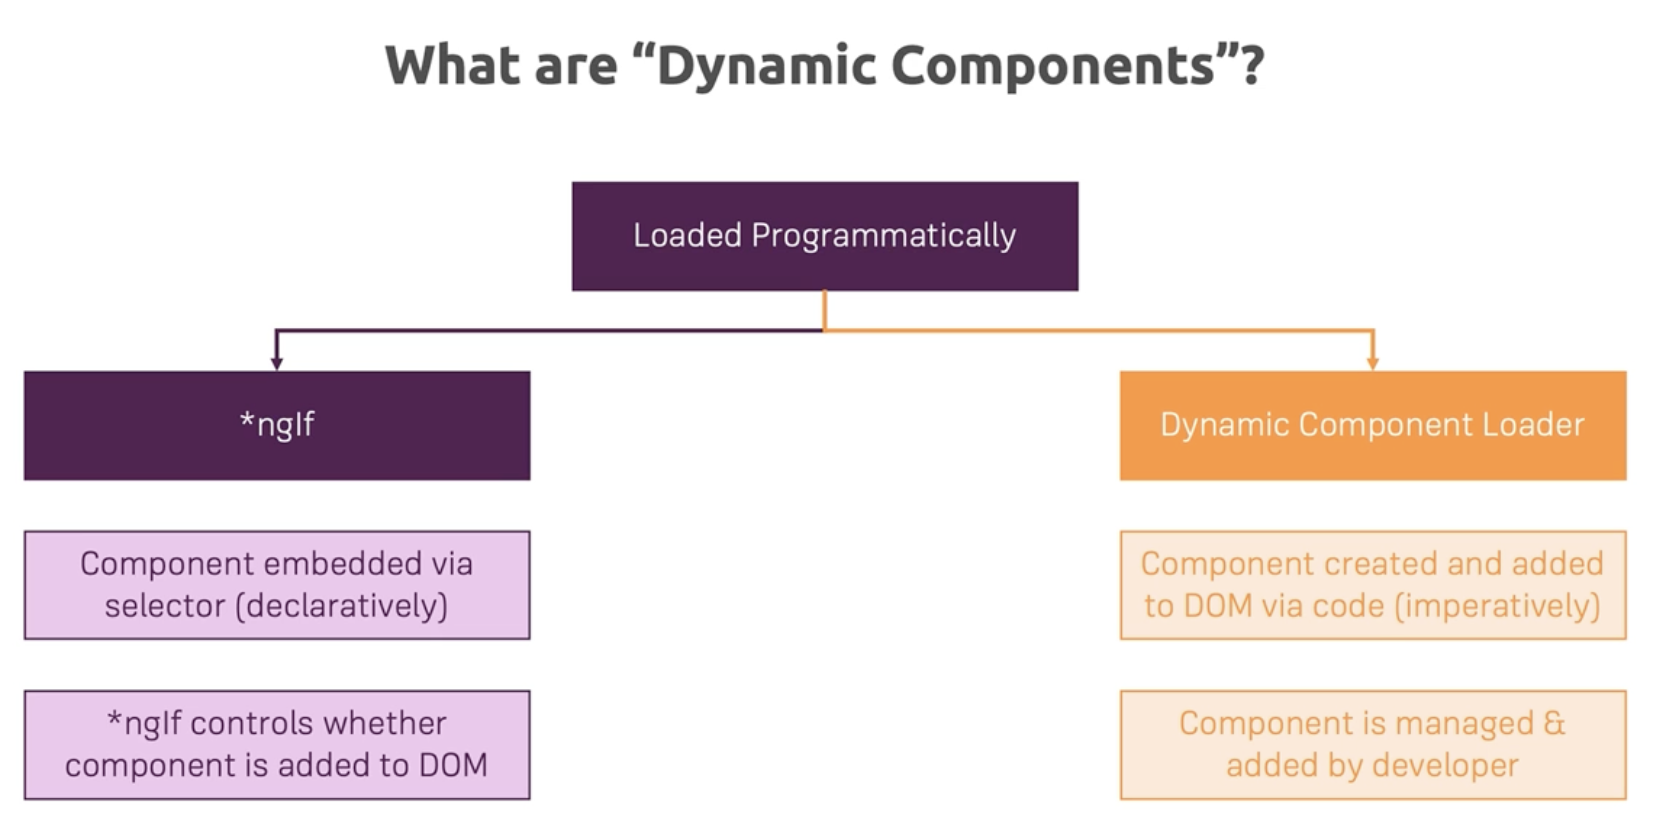 What are “Dynamic Components”?
Loaded Programmatically
*ngIf
Dynamic Component Loader
Component embedded via
selector (declaratively)
Component created and added
to DOM via code (imperatively)
*ngIf controls whether
component is added to DOM
Component is managed &
added by developer